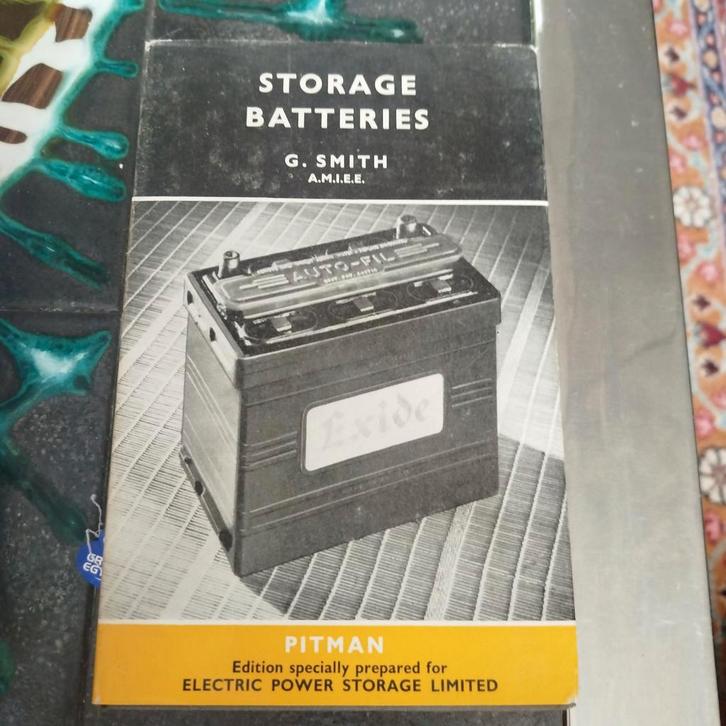 STORAGE
BATTERIES
G. SMITH
A.M.I.E.E.
AUTO-FIL
Exide
PITMAN
Edition specially prepared for
ELECTRIC POWER STORAGE LIMITED